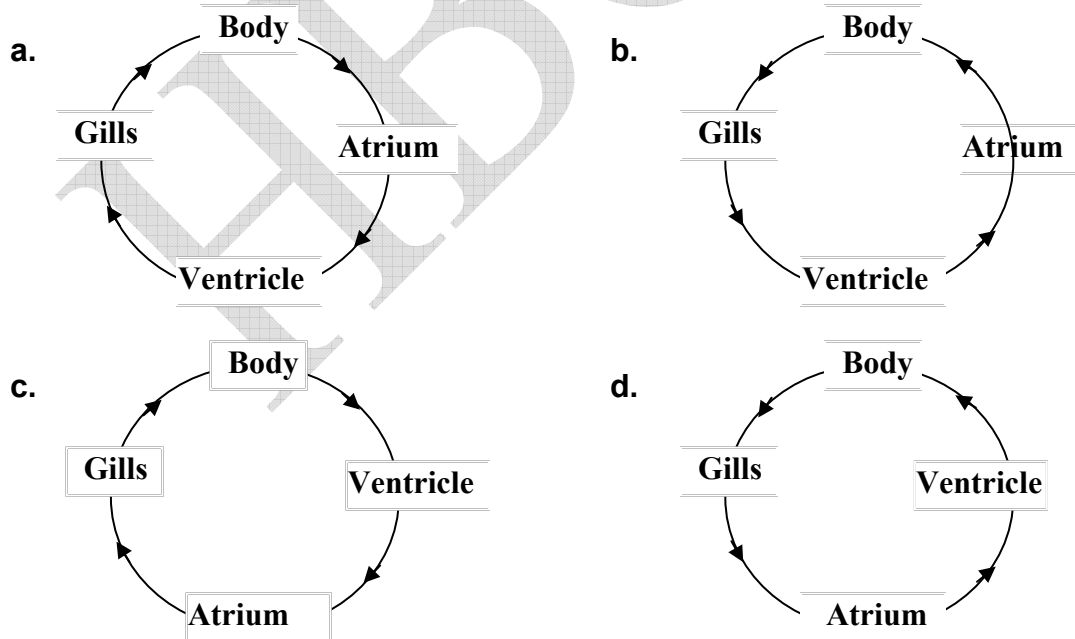 a.
Body
Gills
Atrium
Ventricle
b.
Body
Gills
Atrium
Ventricle
c.
Body
Gills
Ventricle
Atrium
d.
Body
Gills
Ventricle
Atrium